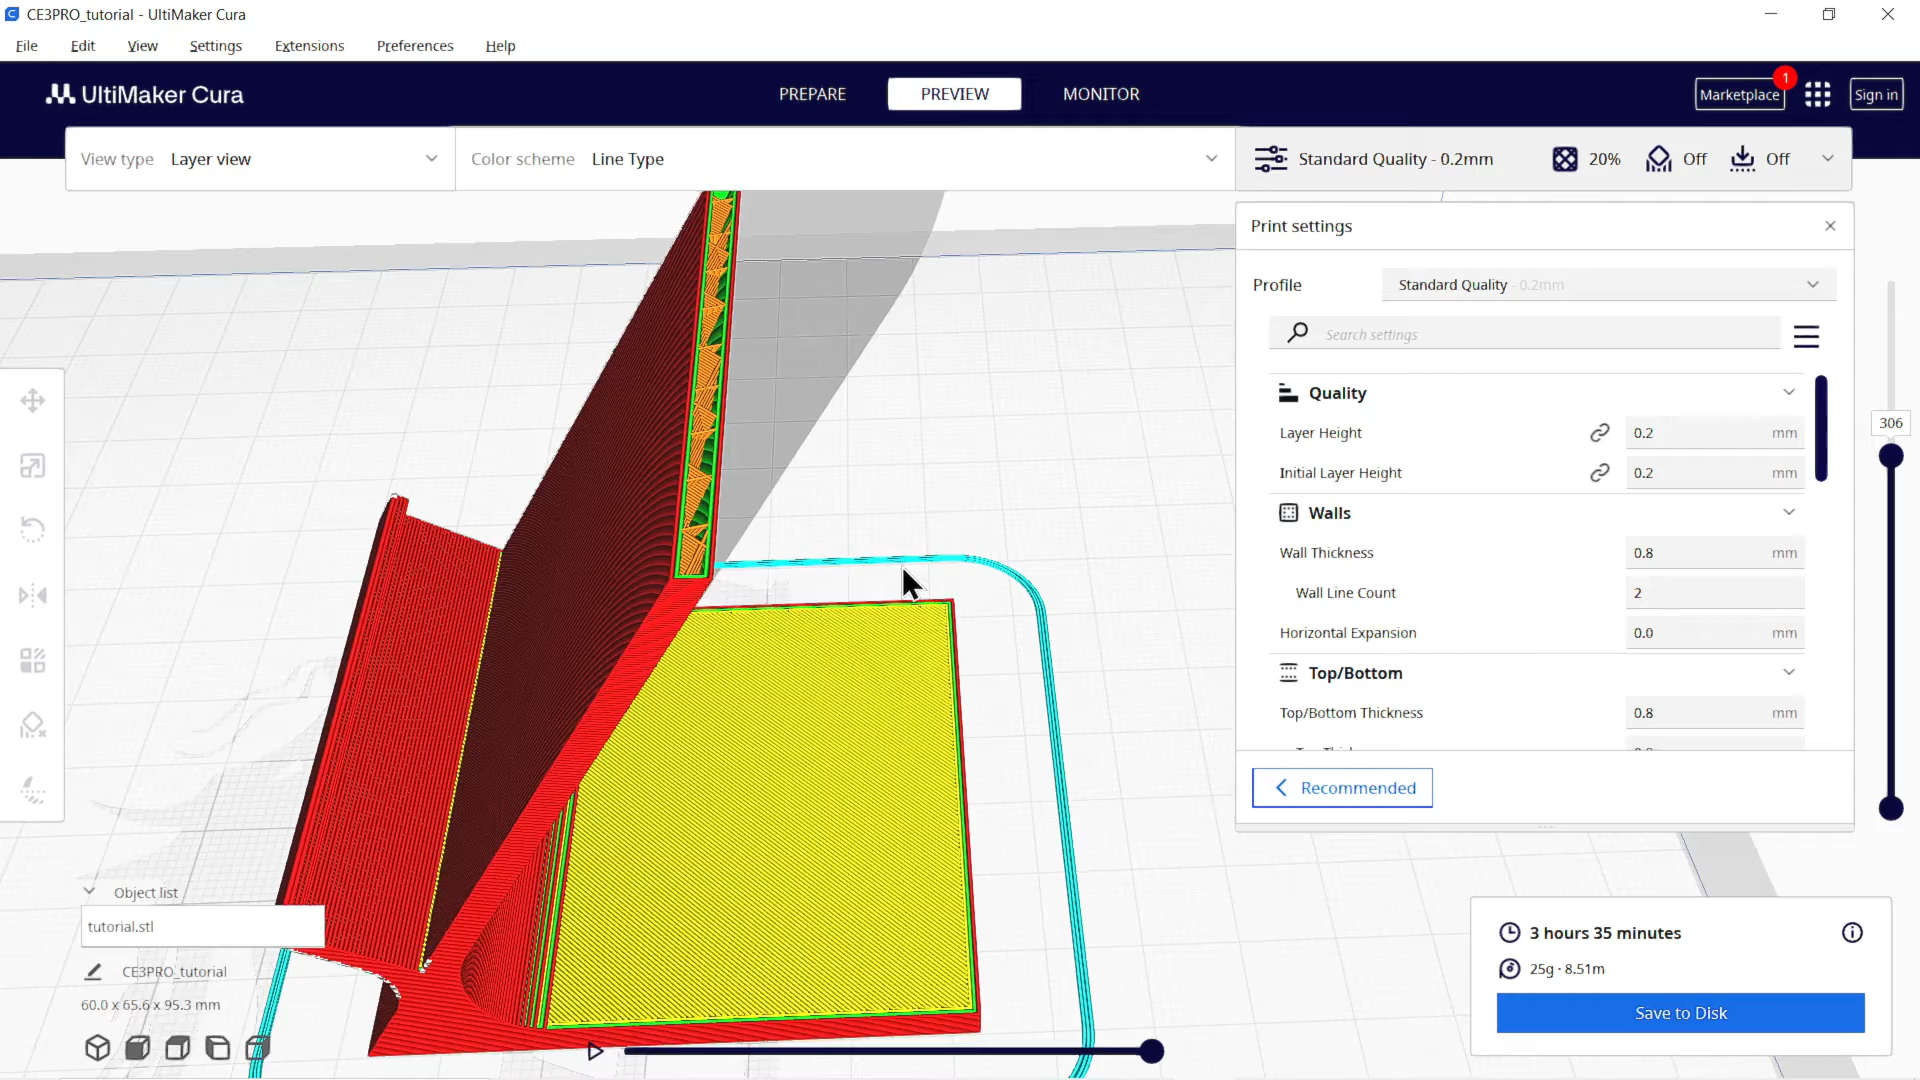 CE3PRO_tutorial - UltiMaker Cura
File Edit View Settings Extensions Preferences Help
UltiMaker Cura
PREPARE PREVIEW MONITOR
Marketplace 1
Sign in
View type Layer view
Color scheme Line Type
Standard Quality - 0.2mm 20% Off Off
Print settings
Profile Standard Quality - 0.2mm
Search settings
Quality
Layer Height 0.2 mm
Initial Layer Height 0.2 mm
Walls
Wall Thickness 0.8 mm
Wall Line Count 2
Horizontal Expansion 0.0 mm
Top/Bottom
Top/Bottom Thickness 0.8 mm
Recommended
306
Object list
tutorial.stl
CE3PRO_tutorial
60.0 x 65.6 x 95.3 mm
3 hours 35 minutes
25g · 8.51m
Save to Disk